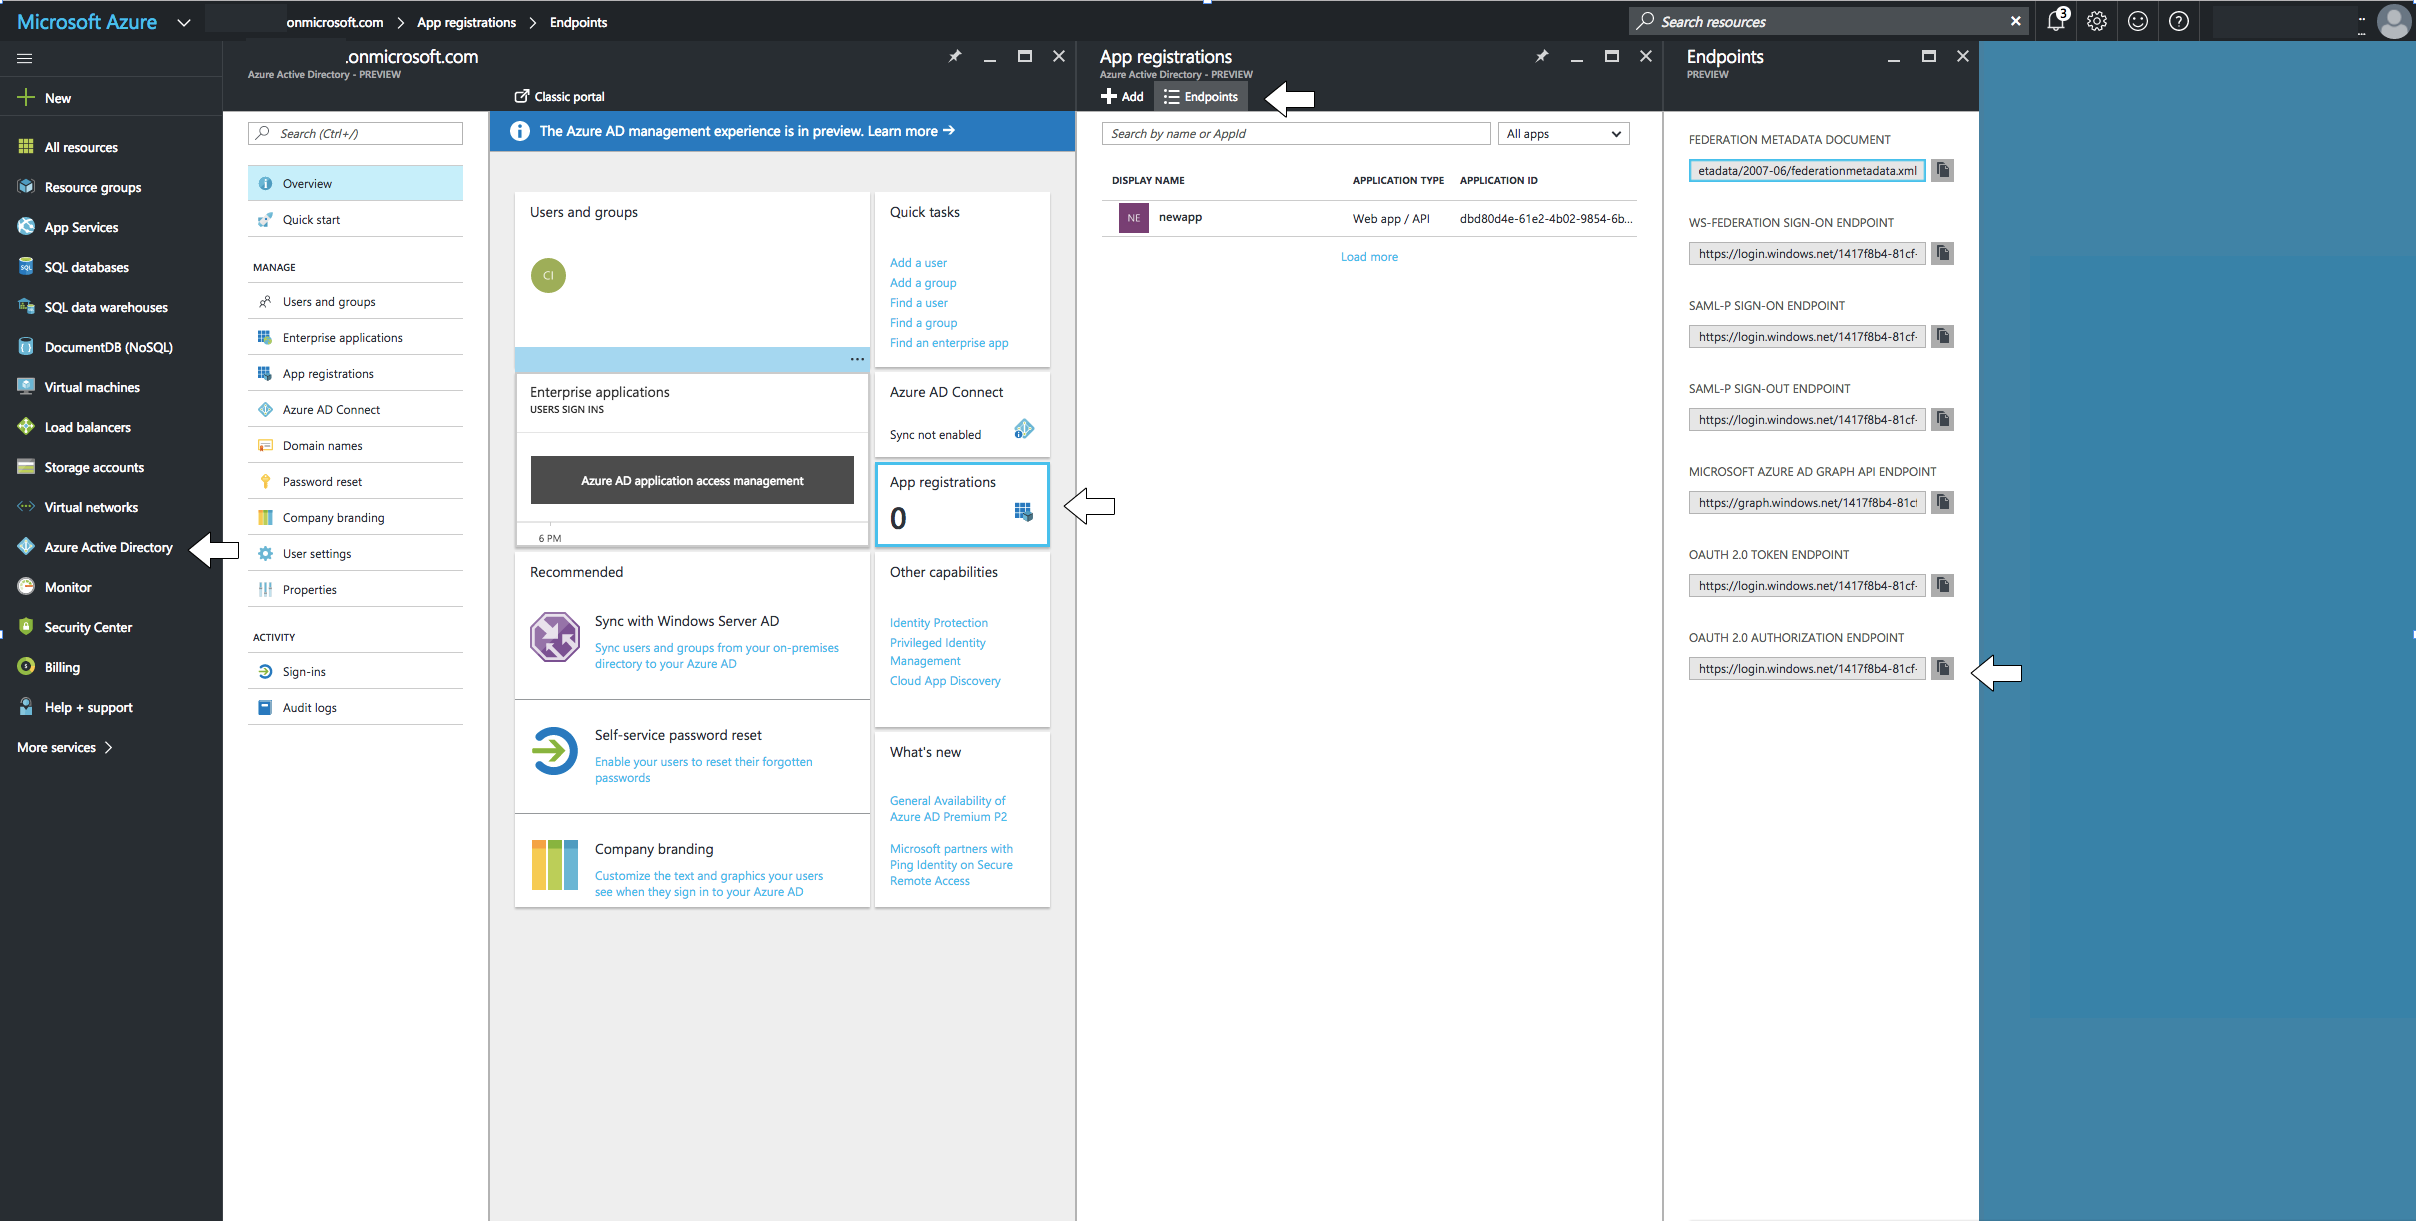 Microsoft Azure
onmicrosoft.com
App registrations
Endpoints
Search resources
3
New
All resources
Resource groups
App Services
SQL databases
SQL data warehouses
DocumentDB (NoSQL)
Virtual machines
Load balancers
Storage accounts
Virtual networks
Azure Active Directory
Monitor
Security Center
Billing
Help + support
More services
.onmicrosoft.com
Azure Active Directory - PREVIEW
Search (Ctrl+/)
Overview
Quick start
MANAGE
Users and groups
Enterprise applications
App registrations
Azure AD Connect
Domain names
Password reset
Company branding
User settings
Properties
ACTIVITY
Sign-ins
Audit logs
Classic portal
The Azure AD management experience is in preview. Learn more →
Users and groups
CI
...
Enterprise applications
USERS SIGN INS
Azure AD application access management
6 PM
Recommended
Sync with Windows Server AD
Sync users and groups from your on-premises
directory to your Azure AD
Self-service password reset
Enable your users to reset their forgotten
passwords
Company branding
Customize the text and graphics your users
see when they sign in to your Azure AD
Quick tasks
Add a user
Add a group
Find a user
Find a group
Find an enterprise app
Azure AD Connect
Sync not enabled
App registrations
0
Other capabilities
Identity Protection
Privileged Identity
Management
Cloud App Discovery
What's new
General Availability of
Azure AD Premium P2
Microsoft partners with
Ping Identity on Secure
Remote Access
App registrations
Azure Active Directory - PREVIEW
Add
Endpoints
Search by name or AppId
All apps
DISPLAY NAME
APPLICATION TYPE
APPLICATION ID
NE
newapp
Web app / API
dbd80d4e-61e2-4b02-9854-6b...
Load more
Endpoints
PREVIEW
FEDERATION METADATA DOCUMENT
etadata/2007-06/federationmetadata.xml
WS-FEDERATION SIGN-ON ENDPOINT
https://login.windows.net/1417f8b4-81cf-
SAML-P SIGN-ON ENDPOINT
https://login.windows.net/1417f8b4-81cf-
SAML-P SIGN-OUT ENDPOINT
https://login.windows.net/1417f8b4-81cf-
MICROSOFT AZURE AD GRAPH API ENDPOINT
https://graph.windows.net/1417f8b4-81cf
OAUTH 2.0 TOKEN ENDPOINT
https://login.windows.net/1417f8b4-81cf-
OAUTH 2.0 AUTHORIZATION ENDPOINT
https://login.windows.net/1417f8b4-81cf-